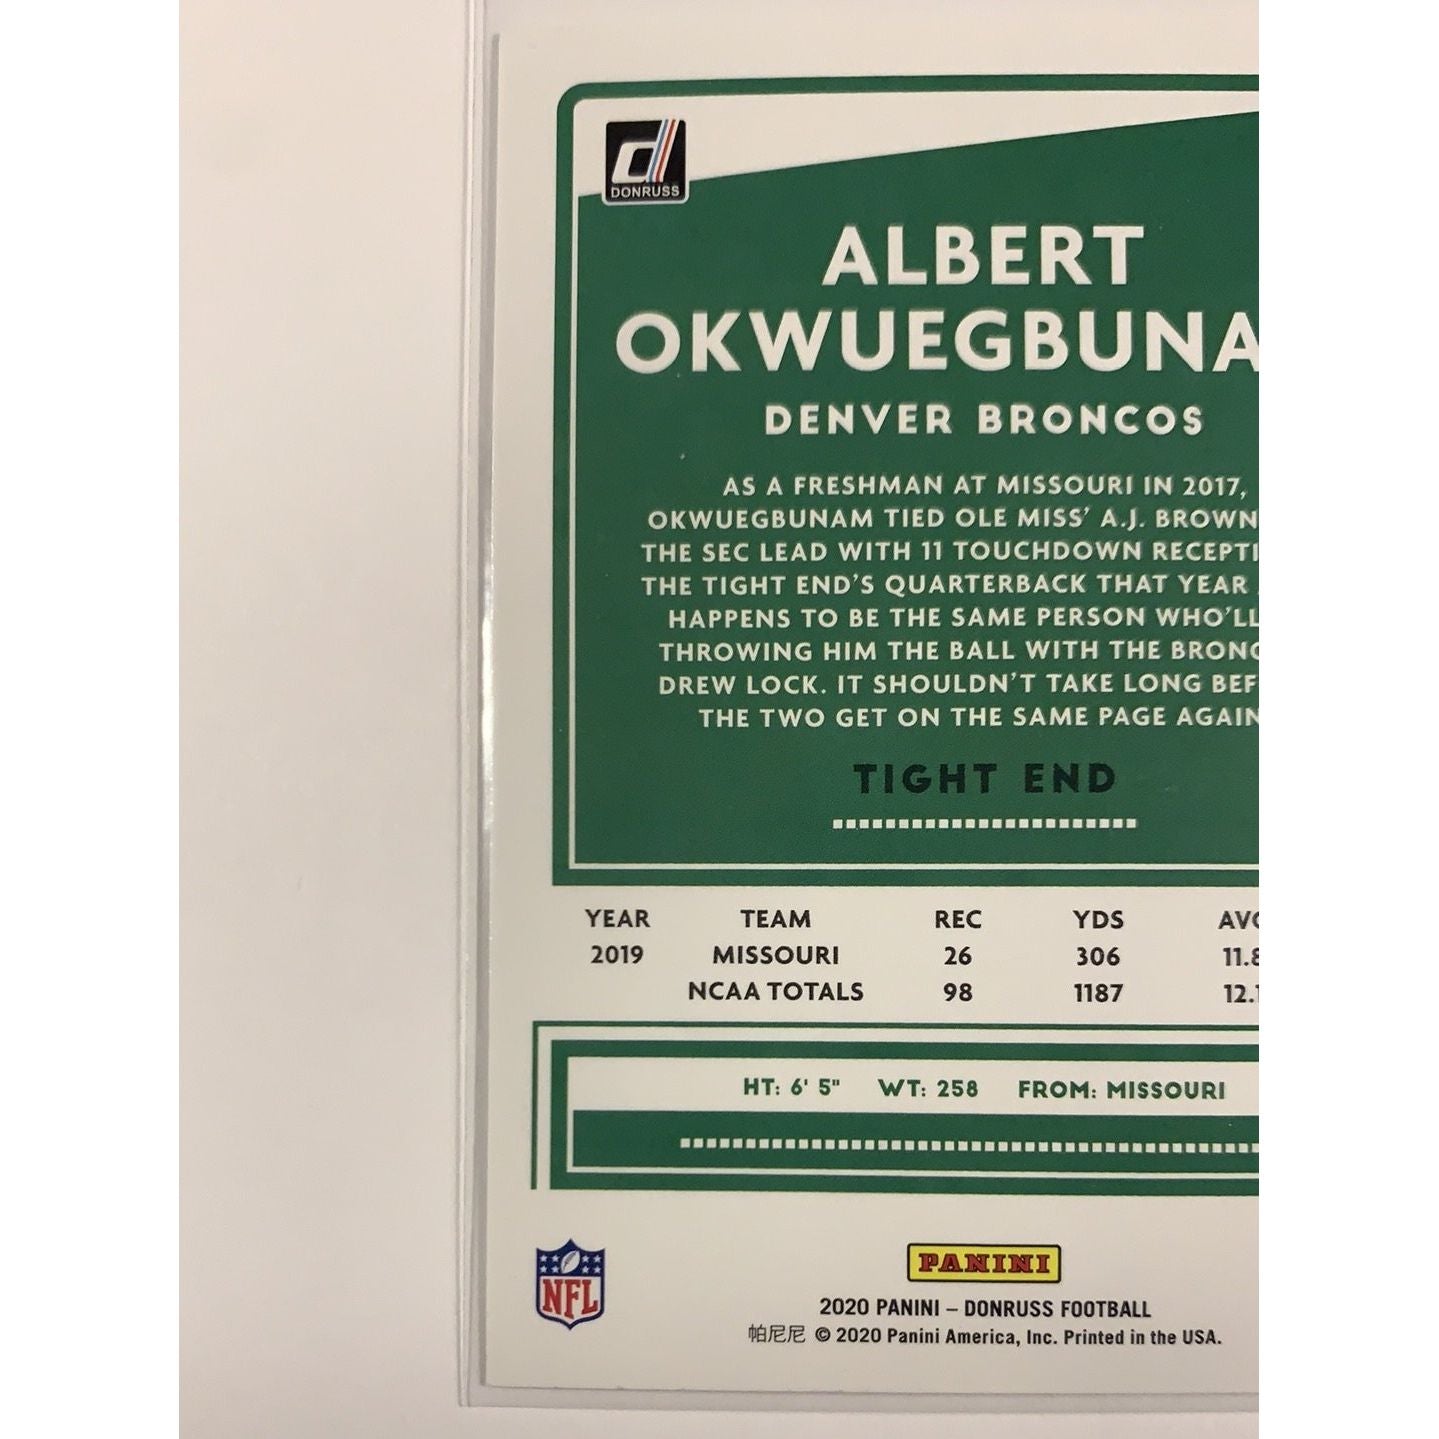 DONRUSS
ALBERT
OKWUEGBUNA
DENVER BRONCOS
AS A FRESHMAN AT MISSOURI IN 2017,
OKWUEGBUNAM TIED OLE MISS' A.J. BROWN
THE SEC LEAD WITH 11 TOUCHDOWN RECEPTI
THE TIGHT END'S QUARTERBACK THAT YEAR
HAPPENS TO BE THE SAME PERSON WHO'LL
THROWING HIM THE BALL WITH THE BRONC
DREW LOCK. IT SHOULDN'T TAKE LONG BEF
THE TWO GET ON THE SAME PAGE AGAIN
TIGHT END
YEAR TEAM REC YDS AVG
2019 MISSOURI 26 306 11.8
NCAA TOTALS 98 1187 12.1
HT: 6' 5" WT: 258 FROM: MISSOURI
NFL
PANINI
2020 PANINI – DONRUSS FOOTBALL
帕尼尼 © 2020 Panini America, Inc. Printed in the USA.